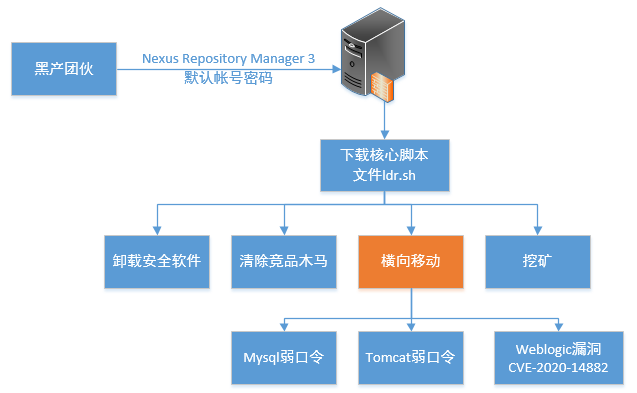 黑产团伙
Nexus Repository Manager 3
默认帐号密码
下载核心脚本
文件ldr.sh
卸载安全软件
清除竞品木马
横向移动
挖矿
Mysql弱口令
Tomcat弱口令
Weblogic漏洞
CVE-2020-14882